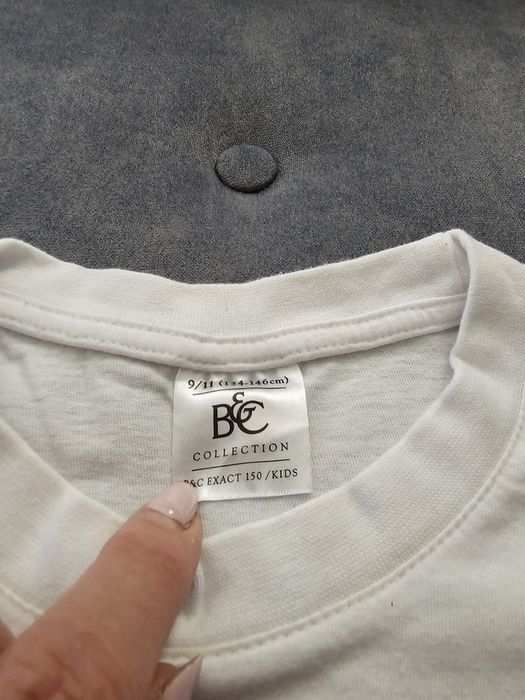 9/11 (134-146cm)
B&C
COLLECTION
B&C EXACT 150 / KIDS